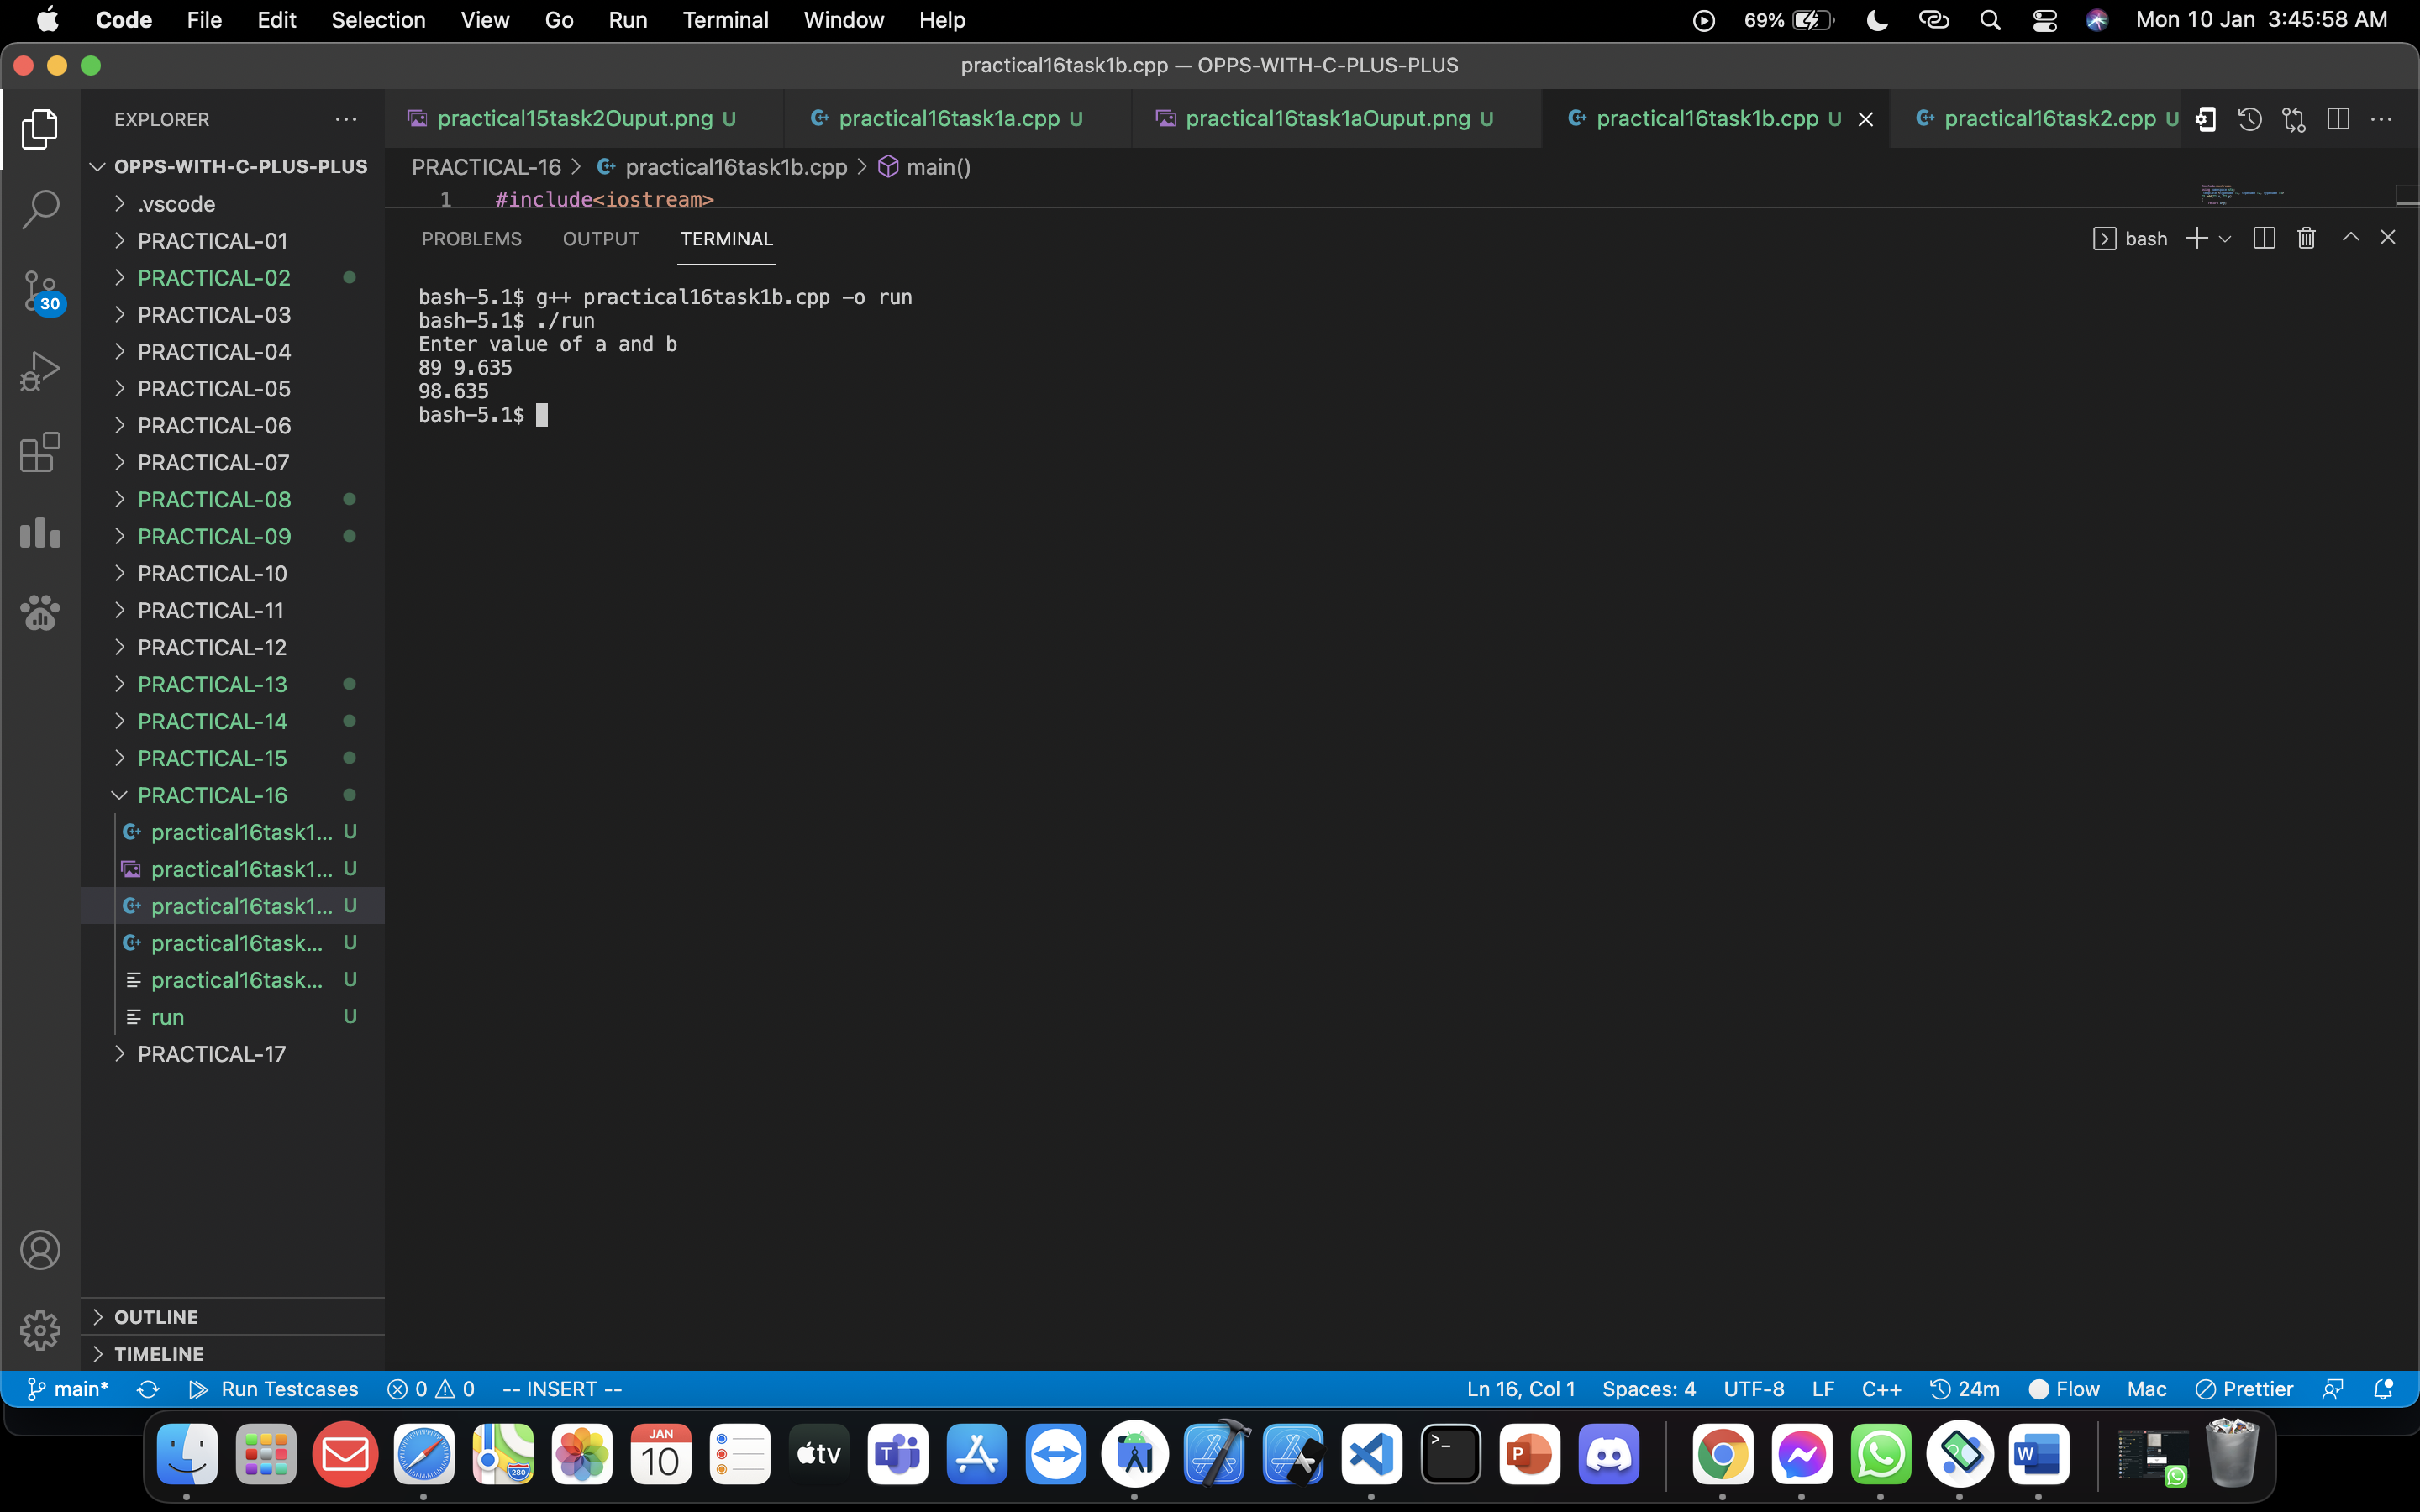 Code File Edit Selection View Go Run Terminal Window Help 69% Mon 10 Jan 3:45:58 AM
practical16task1b.cpp — OPPS-WITH-C-PLUS-PLUS
EXPLORER
practical15task2Ouput.png U practical16task1a.cpp U practical16task1aOuput.png U practical16task1b.cpp U practical16task2.cpp U
PRACTICAL-16 > practical16task1b.cpp > main()
1 #include<iostream>
PROBLEMS OUTPUT TERMINAL bash
bash-5.1$ g++ practical16task1b.cpp -o run
bash-5.1$ ./run
Enter value of a and b
89 9.635
98.635
bash-5.1$
OPPS-WITH-C-PLUS-PLUS
.vscode
PRACTICAL-01
PRACTICAL-02
PRACTICAL-03
30
PRACTICAL-04
PRACTICAL-05
PRACTICAL-06
PRACTICAL-07
PRACTICAL-08
PRACTICAL-09
PRACTICAL-10
PRACTICAL-11
PRACTICAL-12
PRACTICAL-13
PRACTICAL-14
PRACTICAL-15
PRACTICAL-16
practical16task1... U
practical16task1... U
practical16task1... U
practical16task... U
practical16task... U
run U
PRACTICAL-17
OUTLINE
TIMELINE
main* Run Testcases 0 0 -- INSERT -- Ln 16, Col 1 Spaces: 4 UTF-8 LF C++ 24m Flow Mac Prettier
JAN
10
tv
T
280
>_
P
W